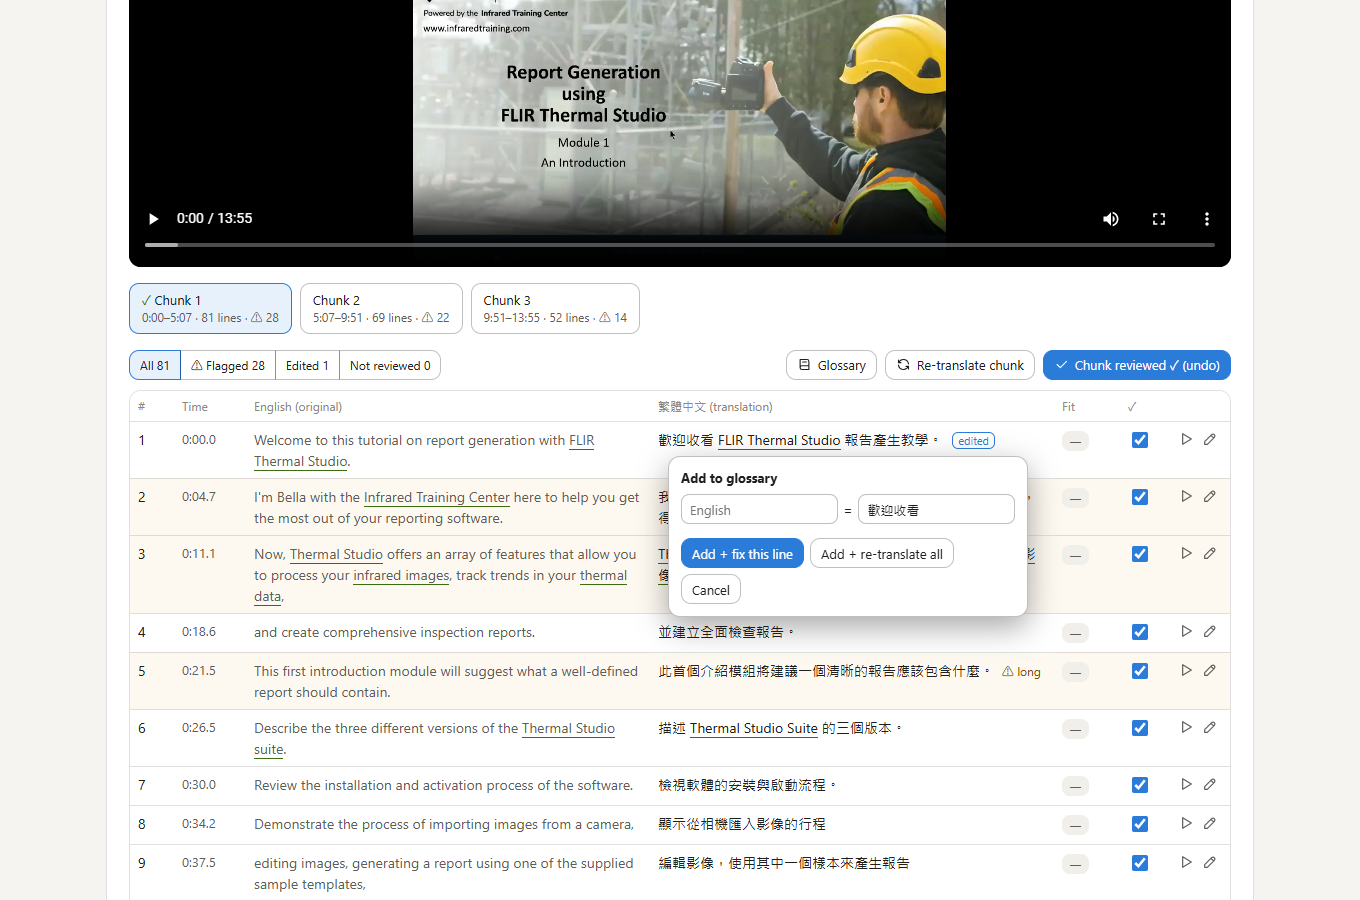 Powered by the Infrared Training Center
www.infraredtraining.com
Report Generation
using
FLIR Thermal Studio
Module 1
An Introduction
0:00 / 13:55
✓ Chunk 1
0:00–5:07 · 81 lines · ⚠ 28
Chunk 2
5:07–9:51 · 69 lines · ⚠ 22
Chunk 3
9:51–13:55 · 52 lines · ⚠ 14
All 81
⚠ Flagged 28
Edited 1
Not reviewed 0
Glossary
Re-translate chunk
✓ Chunk reviewed ✓ (undo)
# Time English (original) 繁體中文 (translation) Fit ✓
1 0:00.0 Welcome to this tutorial on report generation with FLIR
Thermal Studio.
歡迎收看 FLIR Thermal Studio 報告產生教學。 edited —
Add to glossary
English = 歡迎收看
Add + fix this line
Add + re-translate all
Cancel
2 0:04.7 I'm Bella with the Infrared Training Center here to help you get
the most out of your reporting software.
我
得
—
3 0:11.1 Now, Thermal Studio offers an array of features that allow you
to process your infrared images, track trends in your thermal
data,
像
—
4 0:18.6 and create comprehensive inspection reports. 並建立全面檢查報告。 —
5 0:21.5 This first introduction module will suggest what a well-defined
report should contain.
此首個介紹模組將建議一個清晰的報告應該包含什麼。 ⚠ long —
6 0:26.5 Describe the three different versions of the Thermal Studio
suite.
描述 Thermal Studio Suite 的三個版本。 —
7 0:30.0 Review the installation and activation process of the software. 檢視軟體的安裝與啟動流程。 —
8 0:34.2 Demonstrate the process of importing images from a camera, 顯示從相機匯入影像的行程 —
9 0:37.5 editing images, generating a report using one of the supplied
sample templates,
編輯影像，使用其中一個樣本來產生報告 —